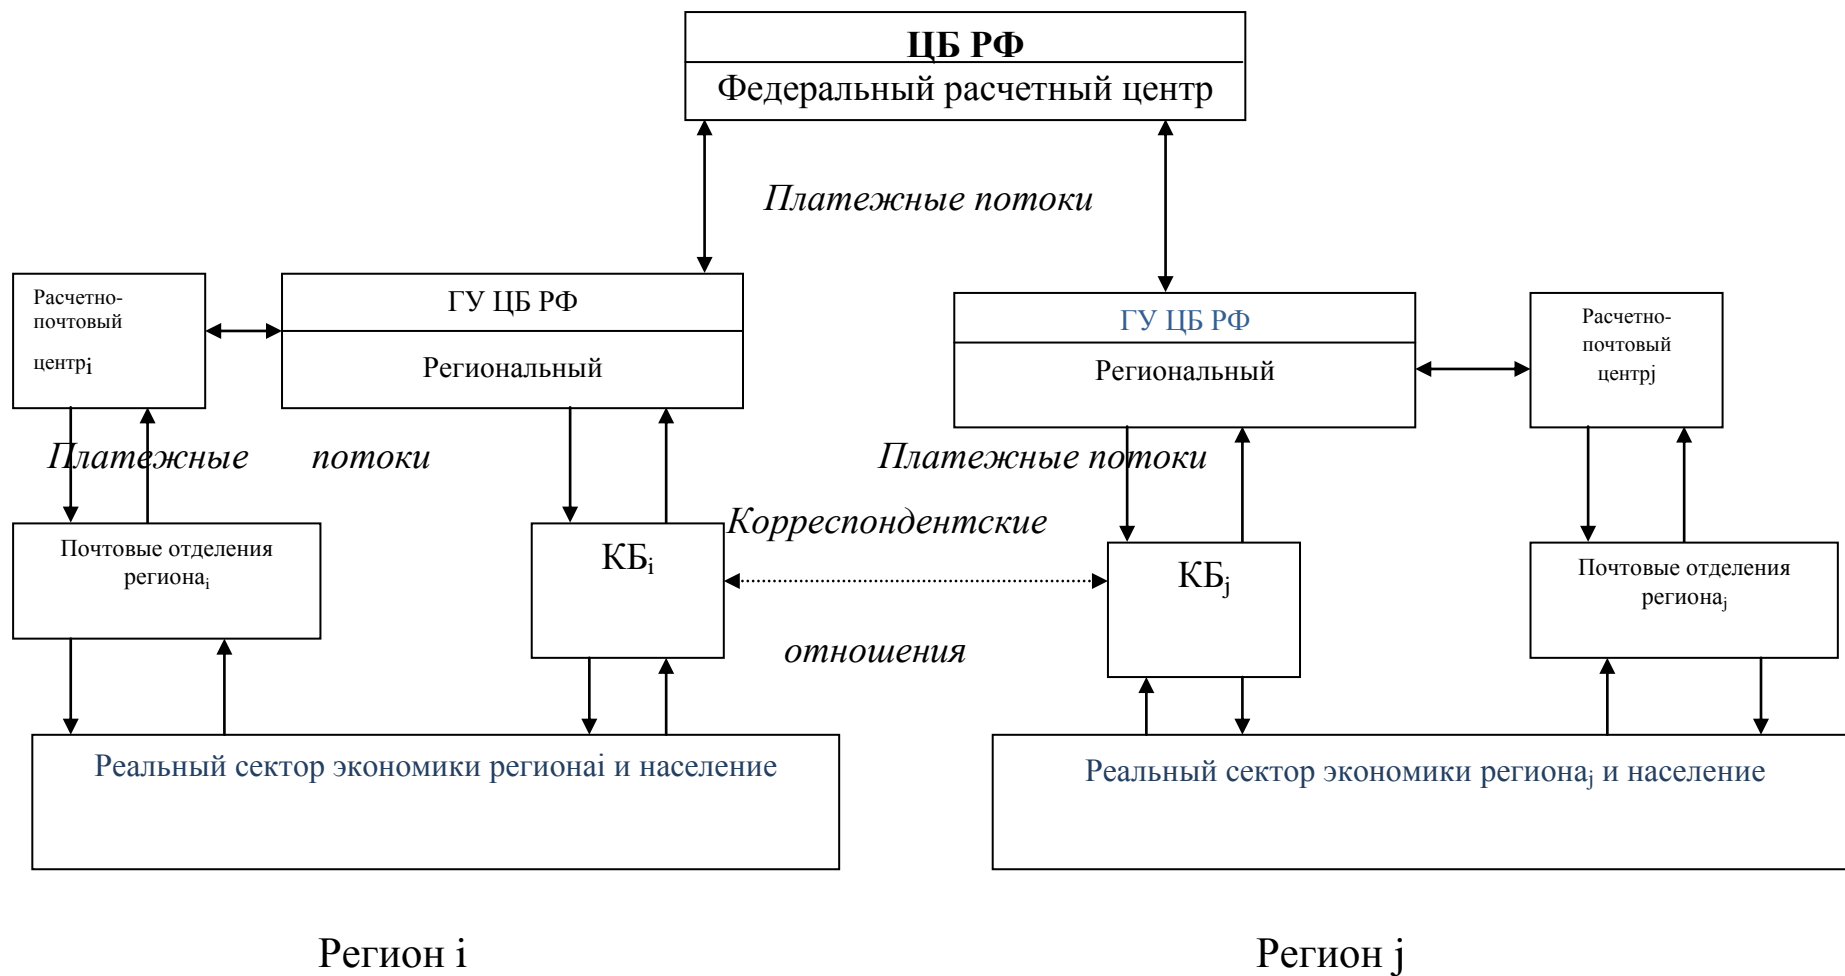 ЦБ РФ
Федеральный расчетный центр
Платежные потоки
Расчетно-
почтовый
центрi
ГУ ЦБ РФ
Региональный
ГУ ЦБ РФ
Региональный
Расчетно-
почтовый
центрj
Платежные потоки
Платежные потоки
Корреспондентские
отношения
Почтовые отделения
регионаi
КБi
КБj
Почтовые отделения
регионаj
Реальный сектор экономики регионаi и население
Реальный сектор экономики регионаj и население
Регион i
Регион j